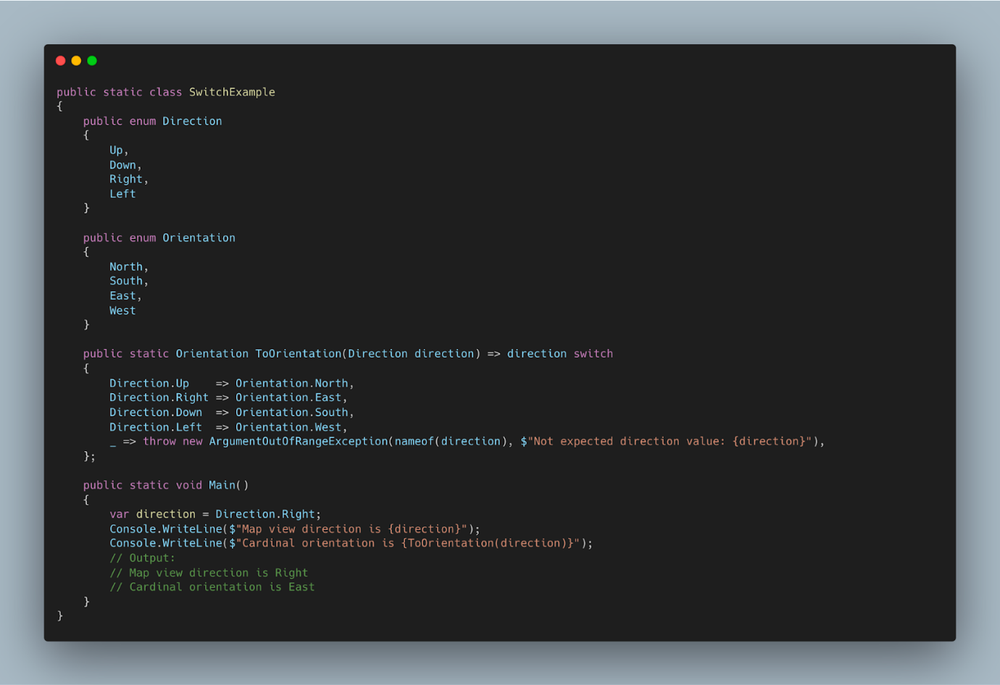 public static class SwitchExample
{
    public enum Direction
    {
        Up,
        Down,
        Right,
        Left
    }

    public enum Orientation
    {
        North,
        South,
        East,
        West
    }

    public static Orientation ToOrientation(Direction direction) => direction switch
    {
        Direction.Up    => Orientation.North,
        Direction.Right => Orientation.East,
        Direction.Down  => Orientation.South,
        Direction.Left  => Orientation.West,
        _ => throw new ArgumentOutOfRangeException(nameof(direction), $"Not expected direction value: {direction}"),
    };

    public static void Main()
    {
        var direction = Direction.Right;
        Console.WriteLine($"Map view direction is {direction}");
        Console.WriteLine($"Cardinal orientation is {ToOrientation(direction)}");
        // Output:
        // Map view direction is Right
        // Cardinal orientation is East
    }
}